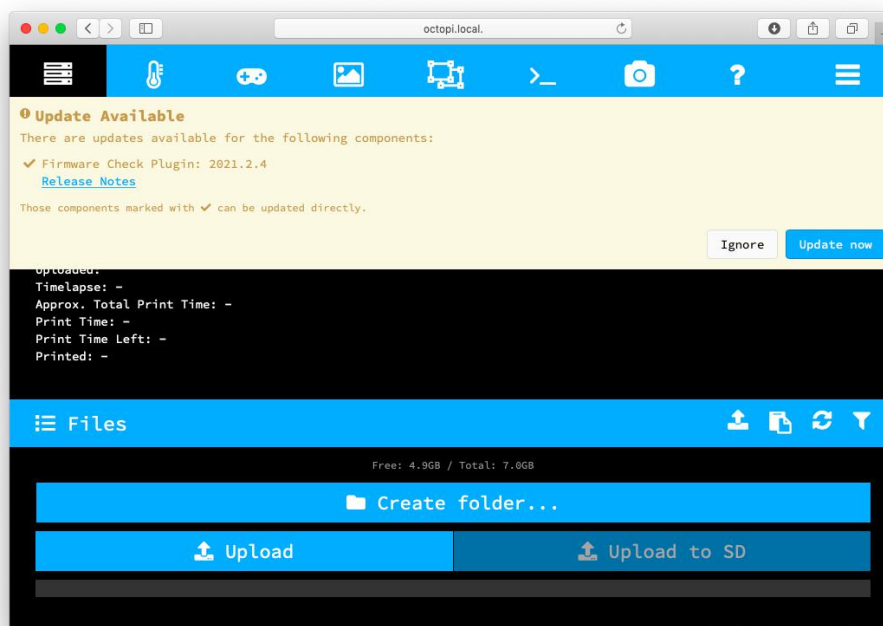 octopi.local.
Update Available
There are updates available for the following components:
Firmware Check Plugin: 2021.2.4
Release Notes
Those components marked with ✔ can be updated directly.
Ignore
Update now
Uploaded:
Timelapse: –
Approx. Total Print Time: –
Print Time: –
Print Time Left: –
Printed: –
Files
Free: 4.9GB / Total: 7.0GB
Create folder...
Upload
Upload to SD